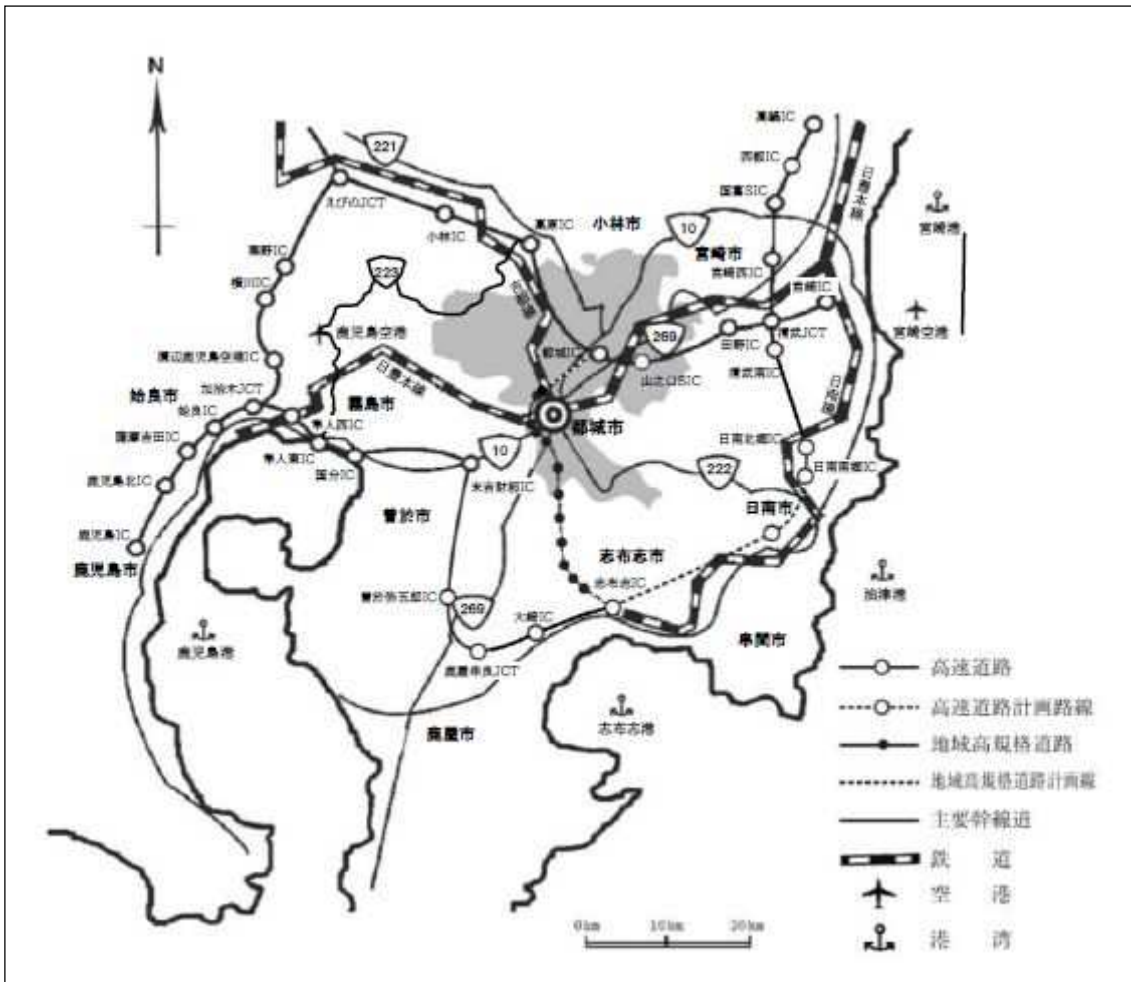 N
高鍋IC
西都IC
国富SIC
日豊本線
221
えびのJCT
小林IC
高原IC
小林市
10
宮崎市
宮崎港
宮崎西IC
宮崎IC
栗野IC
横川IC
223
鹿児島空港
宮崎空港
吉都線
都城IC
269
山之口SIC
田野IC
清武JCT
清武南IC
溝辺鹿児島空港IC
日豊本線
日南線
加治木JCT
姶良市
姶良IC
霧島市
都城市
薩摩吉田IC
隼人西IC
隼人東IC
国分IC
10
末吉財部IC
222
日南北郷IC
日南東郷IC
鹿児島北IC
曽於市
日南市
鹿児島IC
鹿児島市
志布志市
志布志IC
油津港
曽於弥五郎IC
269
大崎IC
串間市
鹿児島港
鹿屋串良JCT
鹿屋市
志布志港
高速道路
高速道路計画路線
地域高規格道路
地域高規格道路計画線
主要幹線道
鉄 道
空 港
港 湾
0km 10km 20km